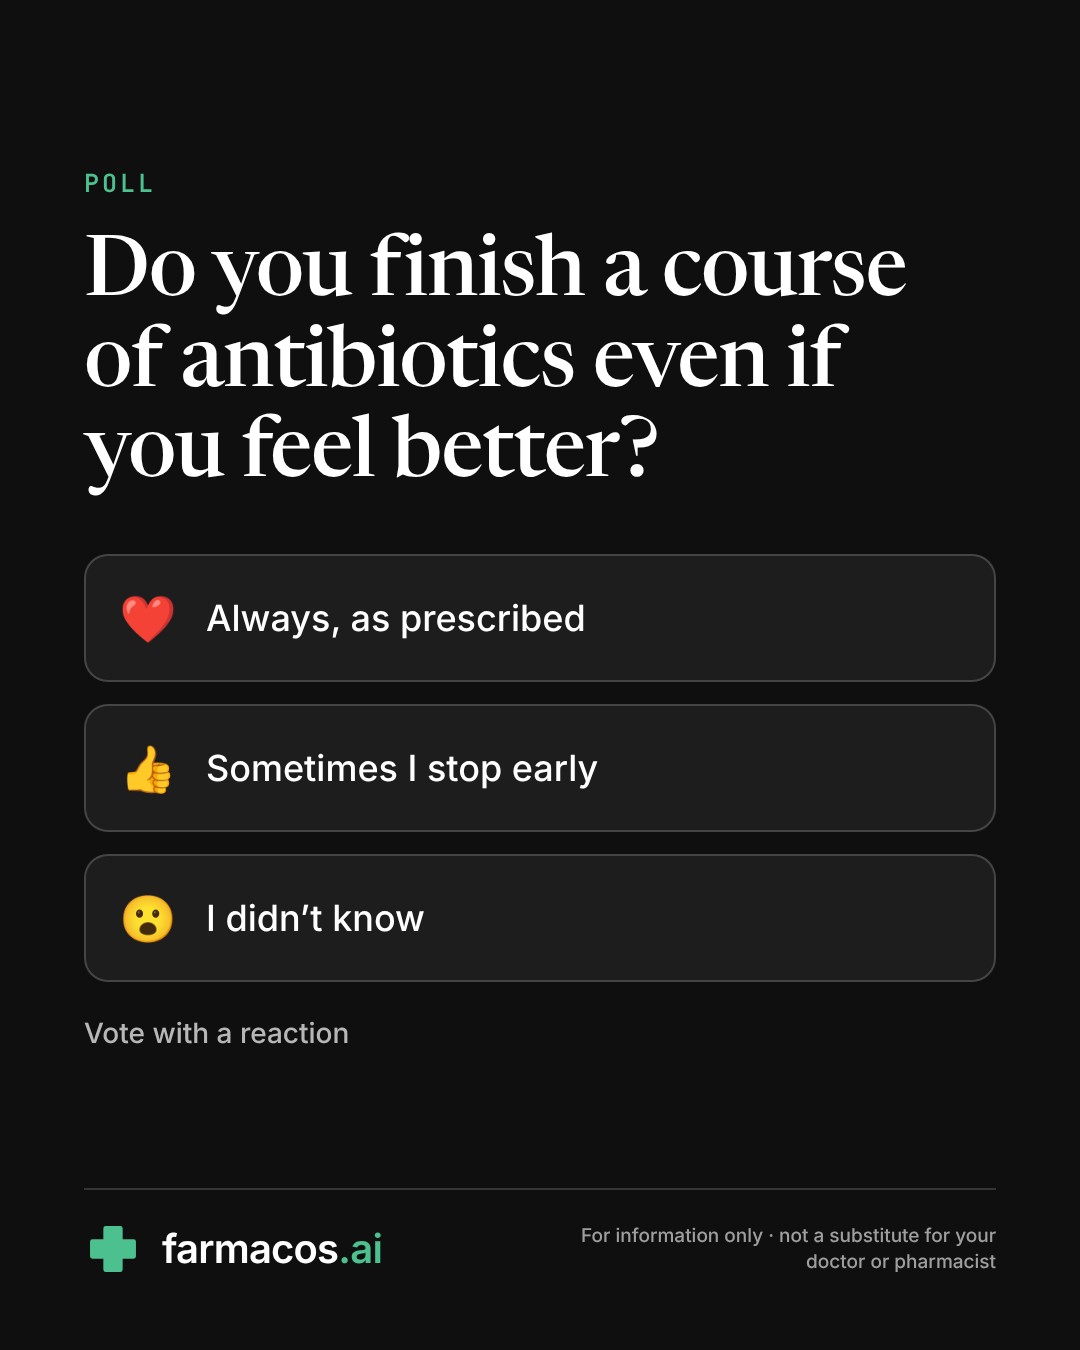 POLL
Do you finish a course
of antibiotics even if
you feel better?
❤️ Always, as prescribed
👍 Sometimes I stop early
😮 I didn’t know
Vote with a reaction
farmacos.ai
For information only · not a substitute for your
doctor or pharmacist